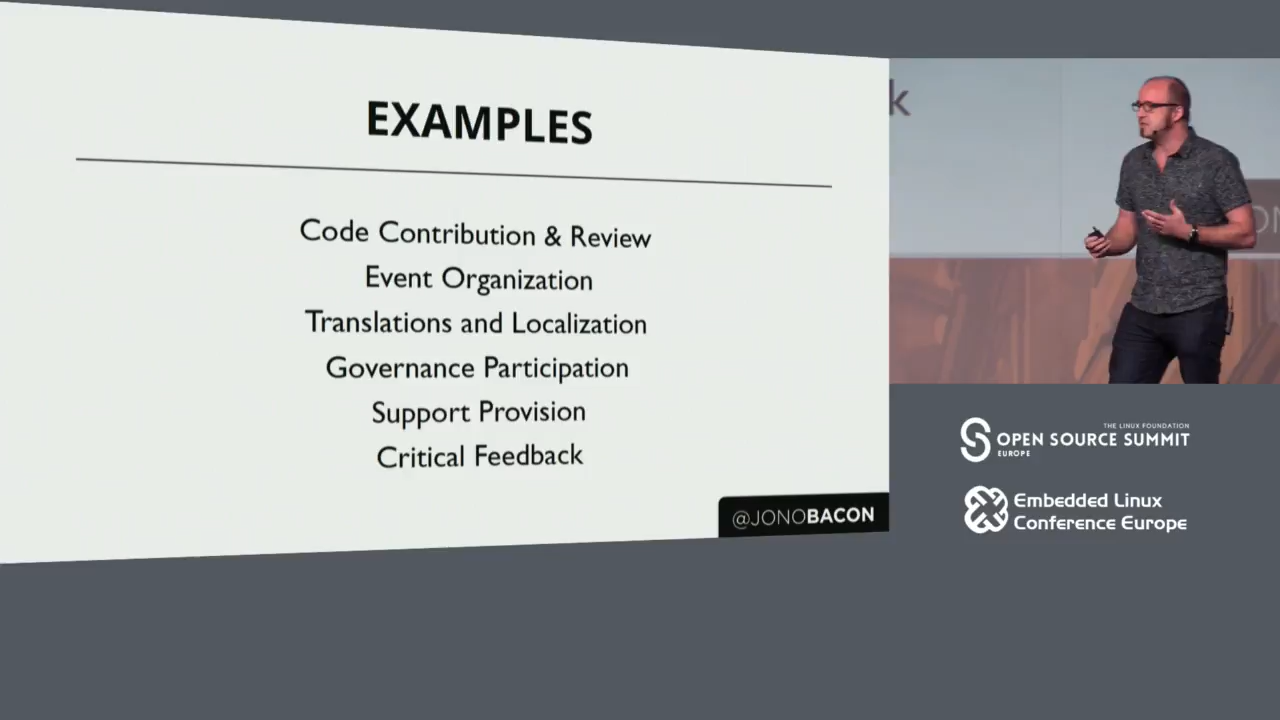 EXAMPLES
Code Contribution & Review
Event Organization
Translations and Localization
Governance Participation
Support Provision
Critical Feedback
@JONOBACON
k
THE LINUX FOUNDATION
OPEN SOURCE SUMMIT
EUROPE
Embedded Linux
Conference Europe